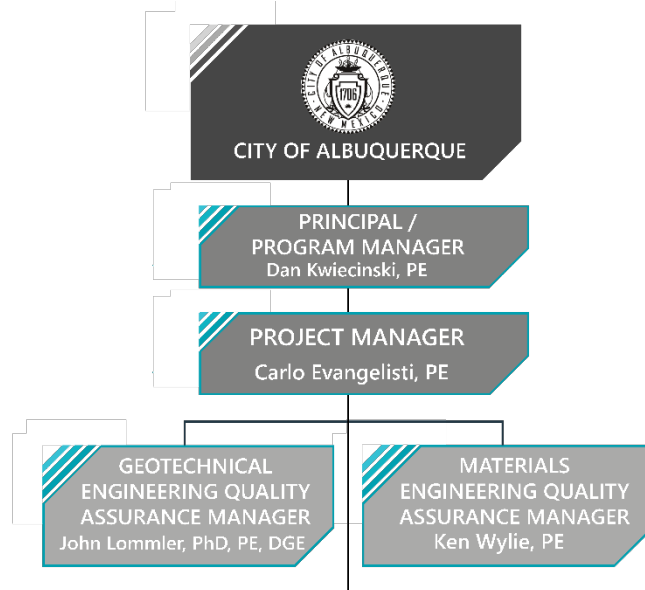 CITY OF ALBUQUERQUE
1706
NEW MEXICO
CITY OF ALBUQUERQUE
PRINCIPAL /
PROGRAM MANAGER
Dan Kwiecinski, PE
PROJECT MANAGER
Carlo Evangelisti, PE
GEOTECHNICAL
ENGINEERING QUALITY
ASSURANCE MANAGER
John Lommler, PhD, PE, DGE
MATERIALS
ENGINEERING QUALITY
ASSURANCE MANAGER
Ken Wylie, PE